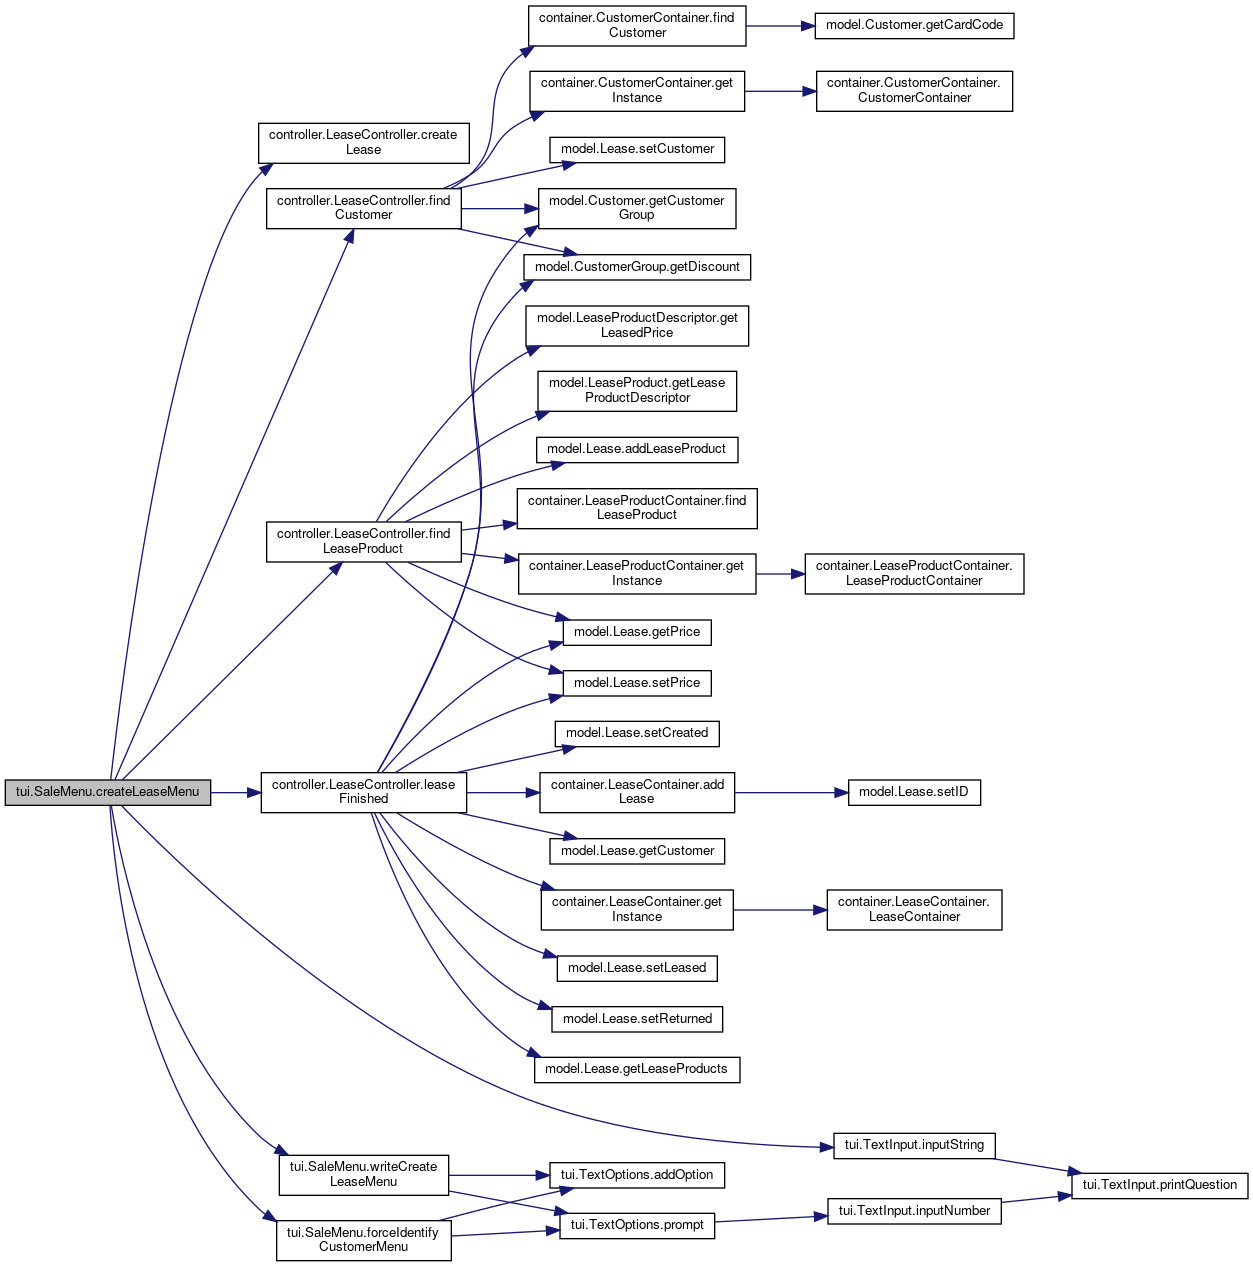 container.CustomerContainer.find
Customer
model.Customer.getCardCode
container.CustomerContainer.get
Instance
container.CustomerContainer.
CustomerContainer
controller.LeaseController.create
Lease
model.Lease.setCustomer
controller.LeaseController.find
Customer
model.Customer.getCustomer
Group
model.CustomerGroup.getDiscount
model.LeaseProductDescriptor.get
LeasedPrice
model.LeaseProduct.getLease
ProductDescriptor
model.Lease.addLeaseProduct
container.LeaseProductContainer.find
LeaseProduct
controller.LeaseController.find
LeaseProduct
container.LeaseProductContainer.get
Instance
container.LeaseProductContainer.
LeaseProductContainer
model.Lease.getPrice
model.Lease.setPrice
model.Lease.setCreated
tui.SaleMenu.createLeaseMenu
controller.LeaseController.lease
Finished
container.LeaseContainer.add
Lease
model.Lease.setID
model.Lease.getCustomer
container.LeaseContainer.get
Instance
container.LeaseContainer.
LeaseContainer
model.Lease.setLeased
model.Lease.setReturned
model.Lease.getLeaseProducts
tui.TextInput.inputString
tui.SaleMenu.writeCreate
LeaseMenu
tui.TextOptions.addOption
tui.TextInput.printQuestion
tui.TextInput.inputNumber
tui.TextOptions.prompt
tui.SaleMenu.forceIdentify
CustomerMenu